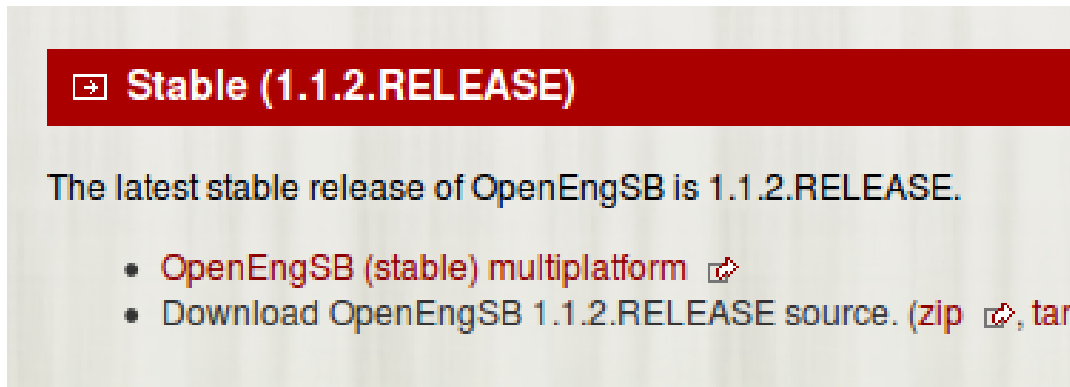 Stable (1.1.2.RELEASE)
The latest stable release of OpenEngSB is 1.1.2.RELEASE.
OpenEngSB (stable) multiplatform
Download OpenEngSB 1.1.2.RELEASE source. (zip , tar